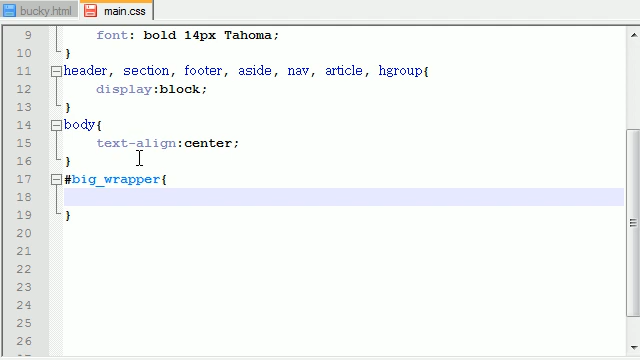 bucky.html main.css
9 font: bold 14px Tahoma;
10 }
11 header, section, footer, aside, nav, article, hgroup{
12 display:block;
13 }
14 body{
15 text-align:center;
16 }
17 #big_wrapper{
18
19 }
20
21
22
23
24
25
26